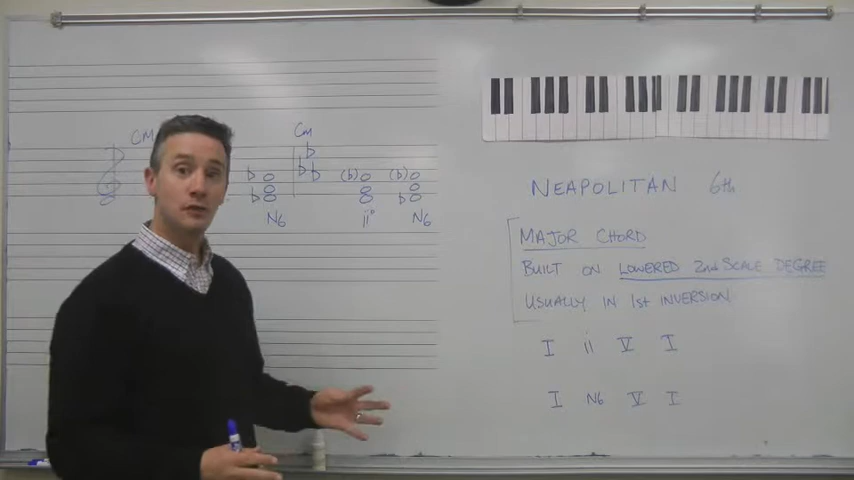 Cm
Cm
N6
ii°
N6
NEAPOLITAN 6th
MAJOR CHORD
BUILT ON LOWERED 2nd SCALE DEGREE
USUALLY IN 1st INVERSION
I ii V I
I N6 V I